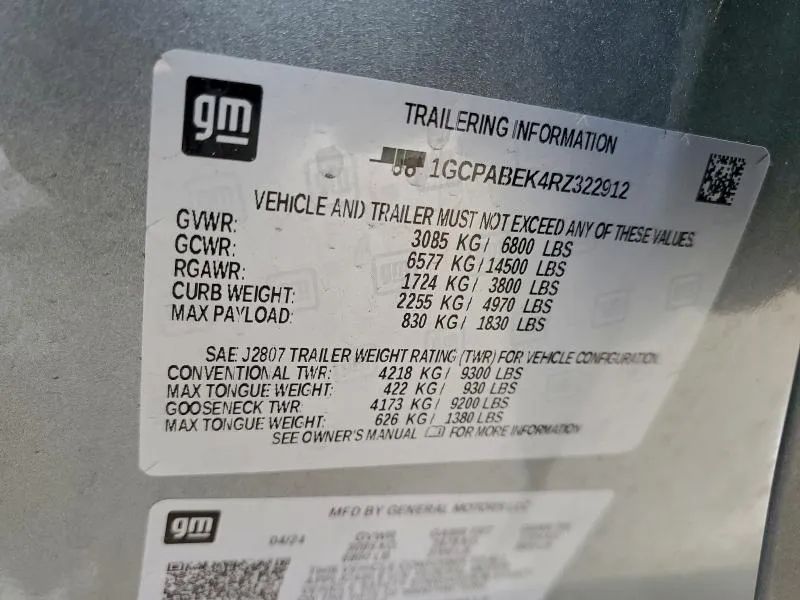 gm
TRAILERING INFORMATION
1GCPABEK4RZ322912
VEHICLE AND TRAILER MUST NOT EXCEED ANY OF THESE VALUES.
GVWR: 3085 KG/ 6800 LBS
GCWR: 6577 KG/14500 LBS
RGAWR: 1724 KG/ 3800 LBS
CURB WEIGHT: 2255 KG/ 4970 LBS
MAX PAYLOAD: 830 KG/ 1830 LBS
SAE J2807 TRAILER WEIGHT RATING (TWR) FOR VEHICLE CONFIGURATION.
CONVENTIONAL TWR: 4218 KG/ 9300 LBS
MAX TONGUE WEIGHT: 422 KG/ 930 LBS
GOOSENECK TWR: 4173 KG/ 9200 LBS
MAX TONGUE WEIGHT: 626 KG/ 1380 LBS
SEE OWNER'S MANUAL FOR MORE INFORMATION
gm
MFD BY GENERAL MOTORS LLC
04/24
GVWR